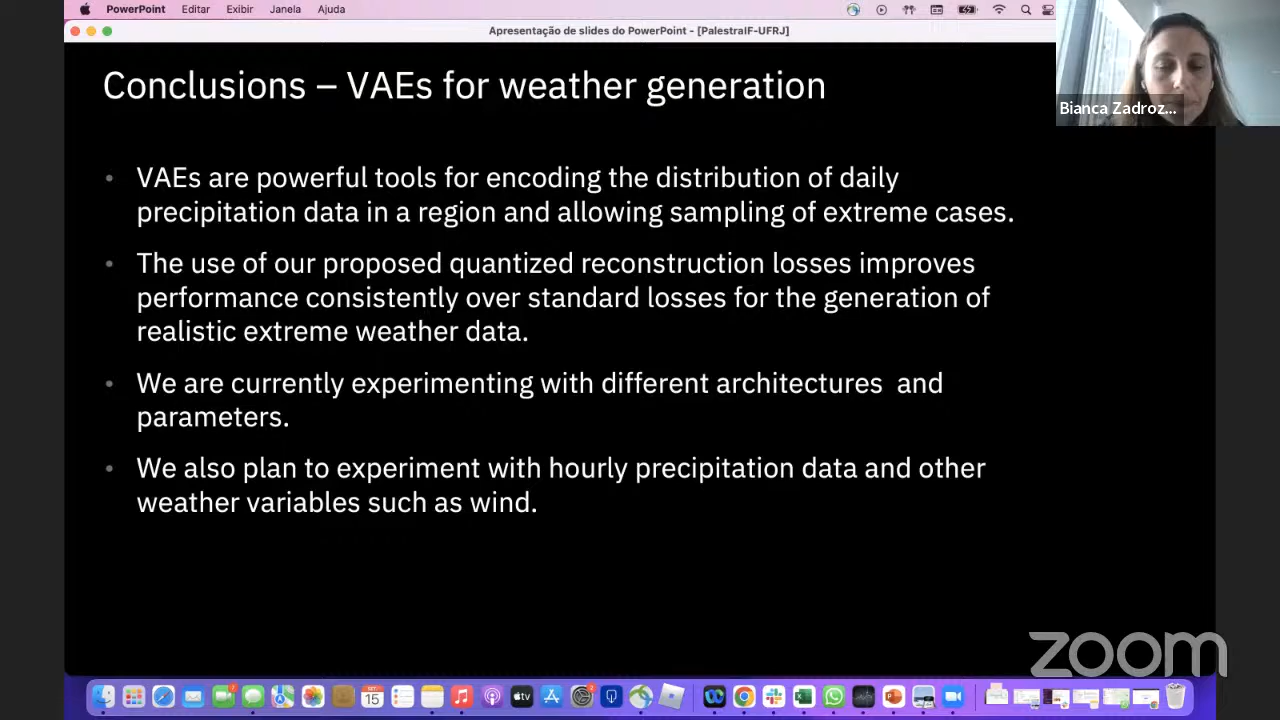 PowerPoint Editar Exibir Janela Ajuda
Apresentação de slides do PowerPoint - [PalestraIF-UFRJ]
Bianca Zadroz...
Conclusions – VAEs for weather generation
• VAEs are powerful tools for encoding the distribution of daily
precipitation data in a region and allowing sampling of extreme cases.
• The use of our proposed quantized reconstruction losses improves
performance consistently over standard losses for the generation of
realistic extreme weather data.
• We are currently experimenting with different architectures  and
parameters.
• We also plan to experiment with hourly precipitation data and other
weather variables such as wind.
zoom
15
tv